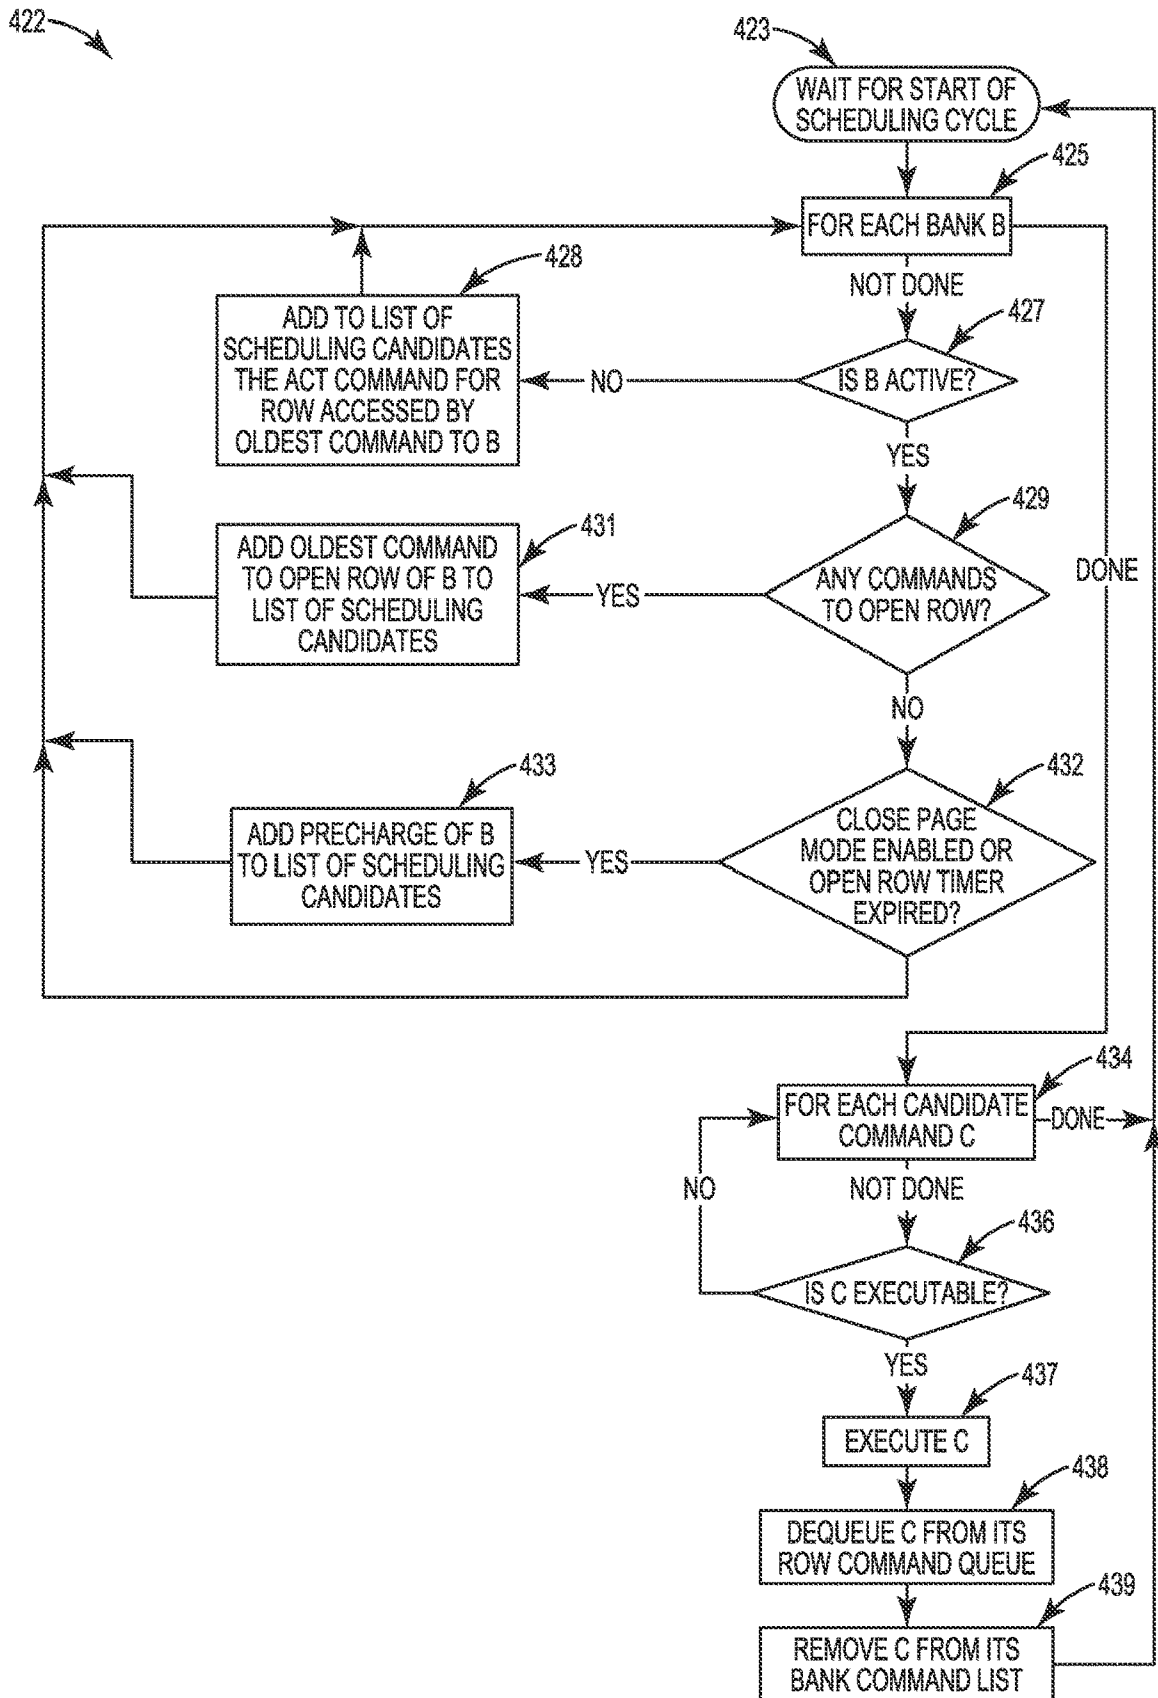 422
423
WAIT FOR START OF
SCHEDULING CYCLE
425
FOR EACH BANK B
NOT DONE
428
ADD TO LIST OF
SCHEDULING CANDIDATES
THE ACT COMMAND FOR
ROW ACCESSED BY
OLDEST COMMAND TO B
NO
427
IS B ACTIVE?
YES
431
ADD OLDEST COMMAND
TO OPEN ROW OF B TO
LIST OF SCHEDULING
CANDIDATES
YES
429
ANY COMMANDS
TO OPEN ROW?
DONE
NO
433
ADD PRECHARGE OF B
TO LIST OF SCHEDULING
CANDIDATES
YES
432
CLOSE PAGE
MODE ENABLED OR
OPEN ROW TIMER
EXPIRED?
434
FOR EACH CANDIDATE
COMMAND C
DONE
NO
NOT DONE
436
IS C EXECUTABLE?
YES
437
EXECUTE C
438
DEQUEUE C FROM ITS
ROW COMMAND QUEUE
439
REMOVE C FROM ITS
BANK COMMAND LIST